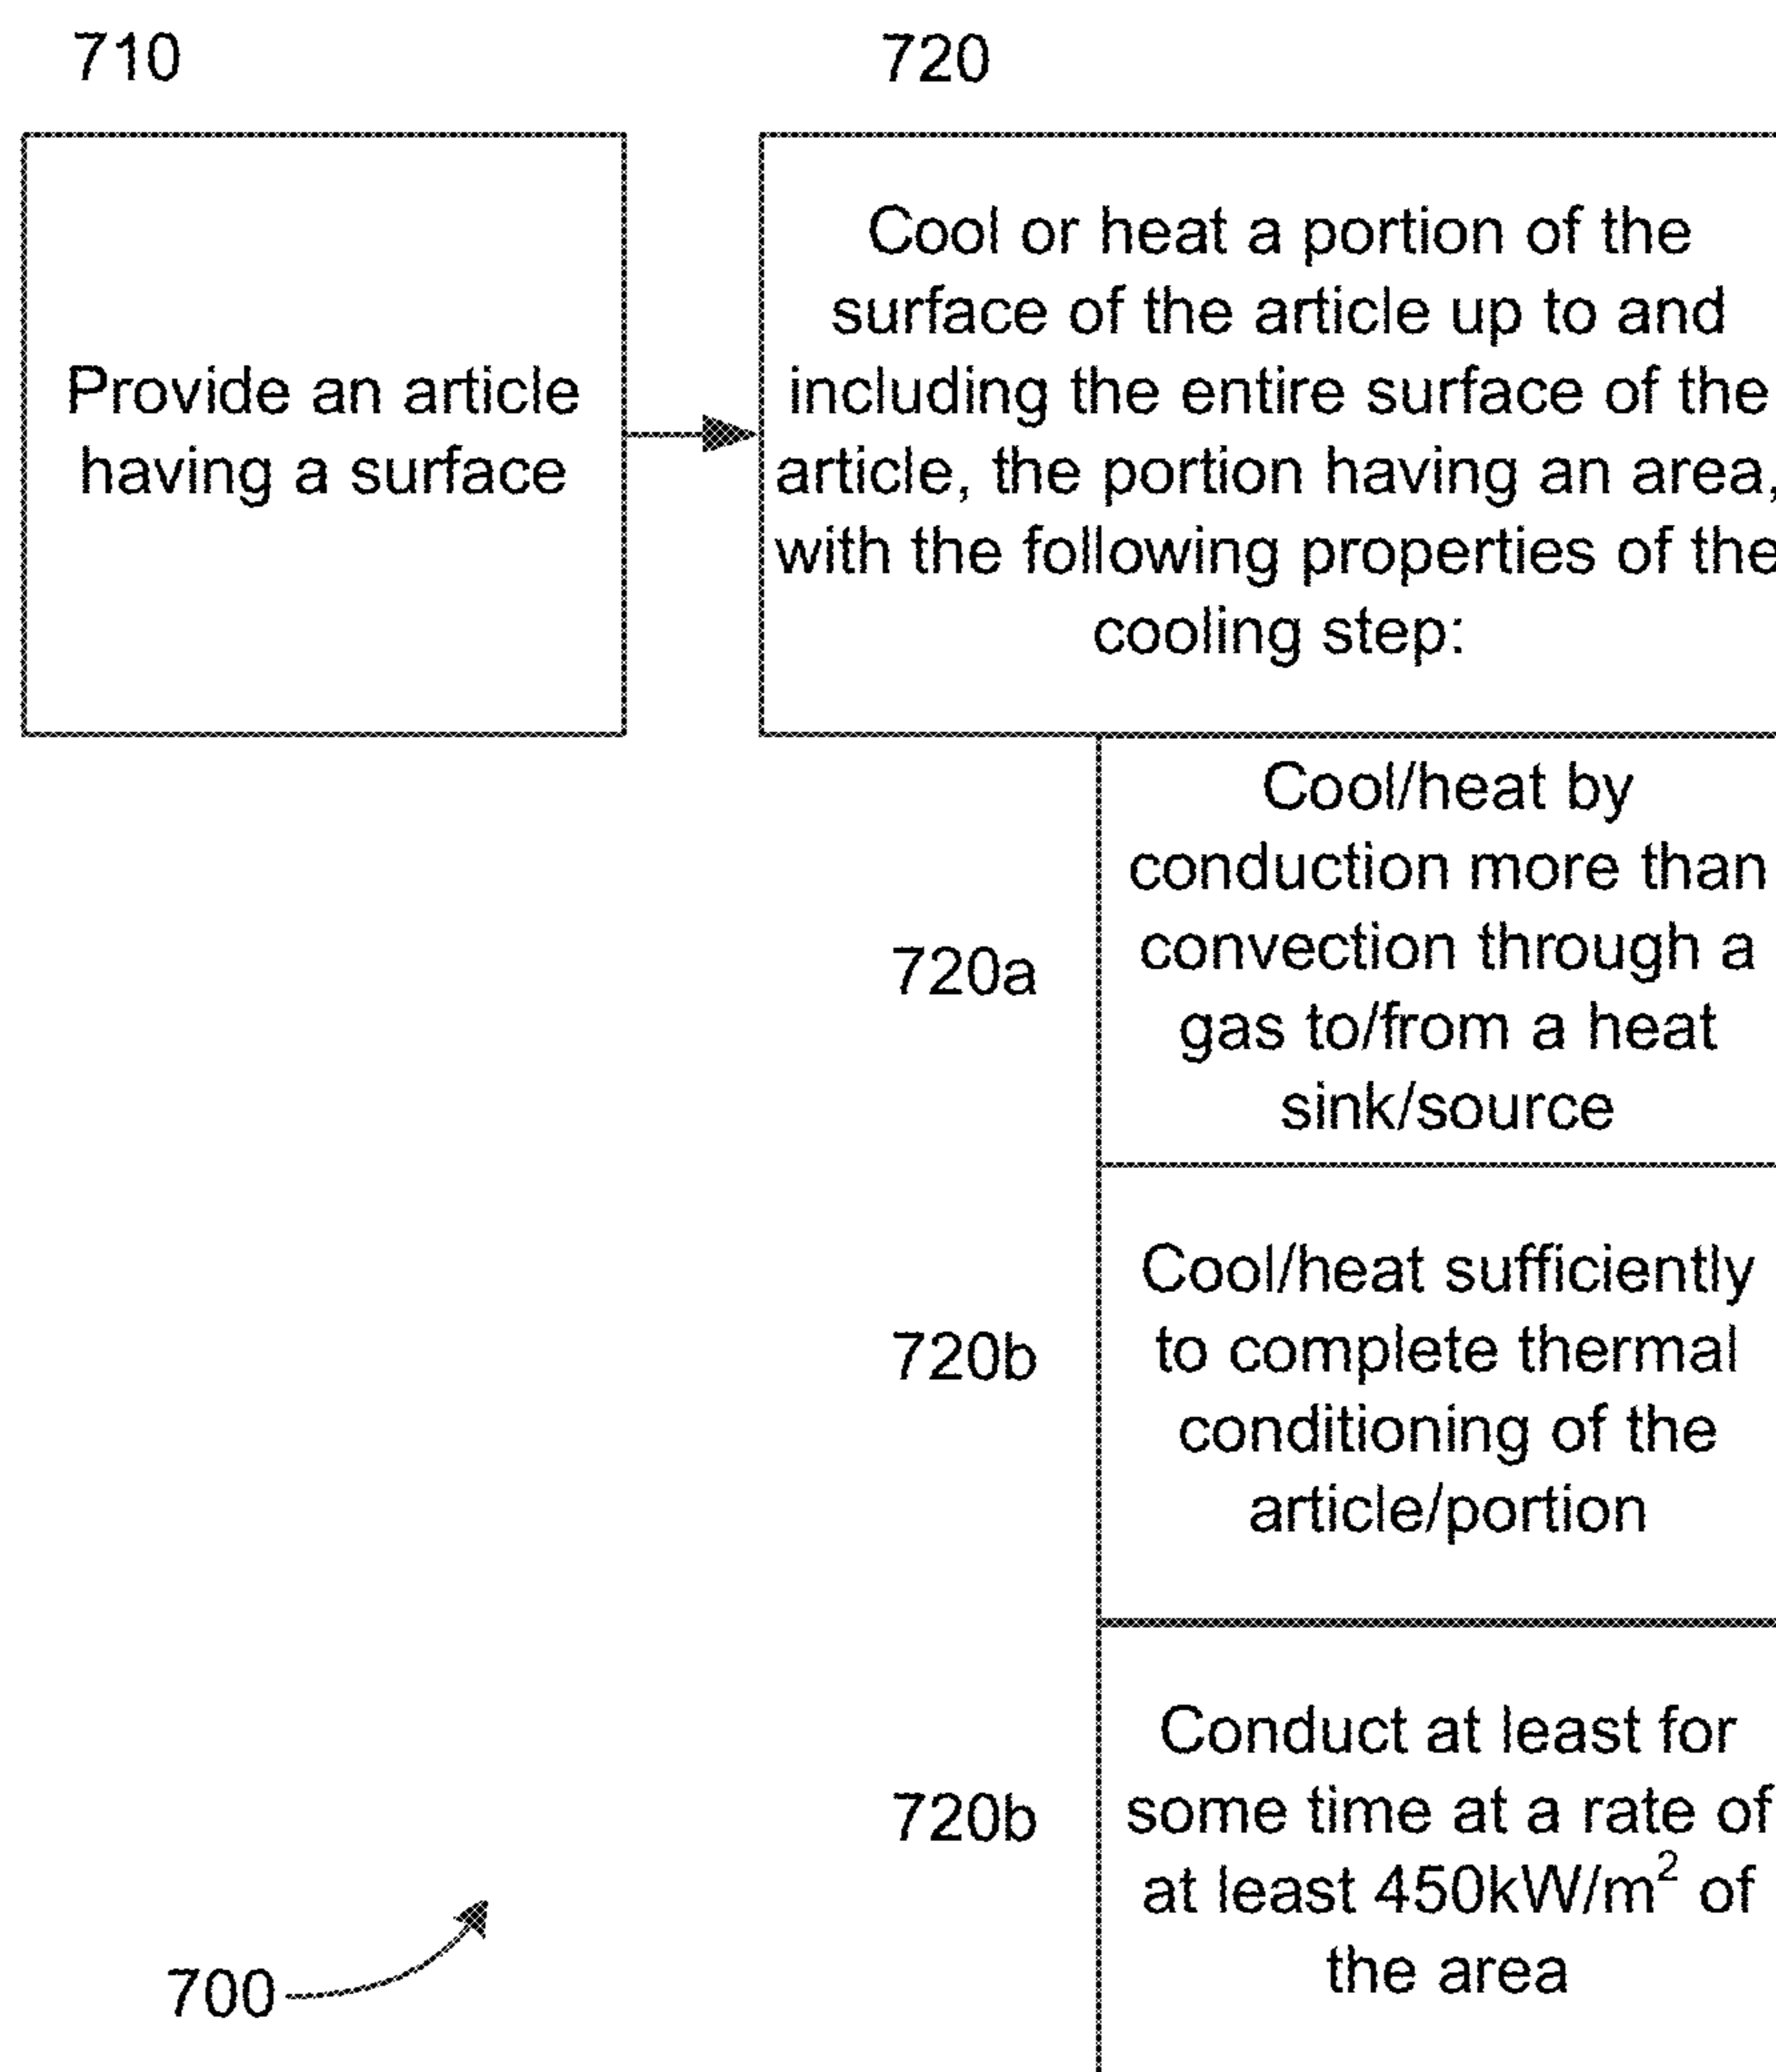 710
720
Provide an article
having a surface
Cool or heat a portion of the
surface of the article up to and
including the entire surface of the
article, the portion having an area,
with the following properties of the
cooling step:
720a
Cool/heat by
conduction more than
convection through a
gas to/from a heat
sink/source
720b
Cool/heat sufficiently
to complete thermal
conditioning of the
article/portion
720b
Conduct at least for
some time at a rate of
at least 450kW/m² of
the area
700